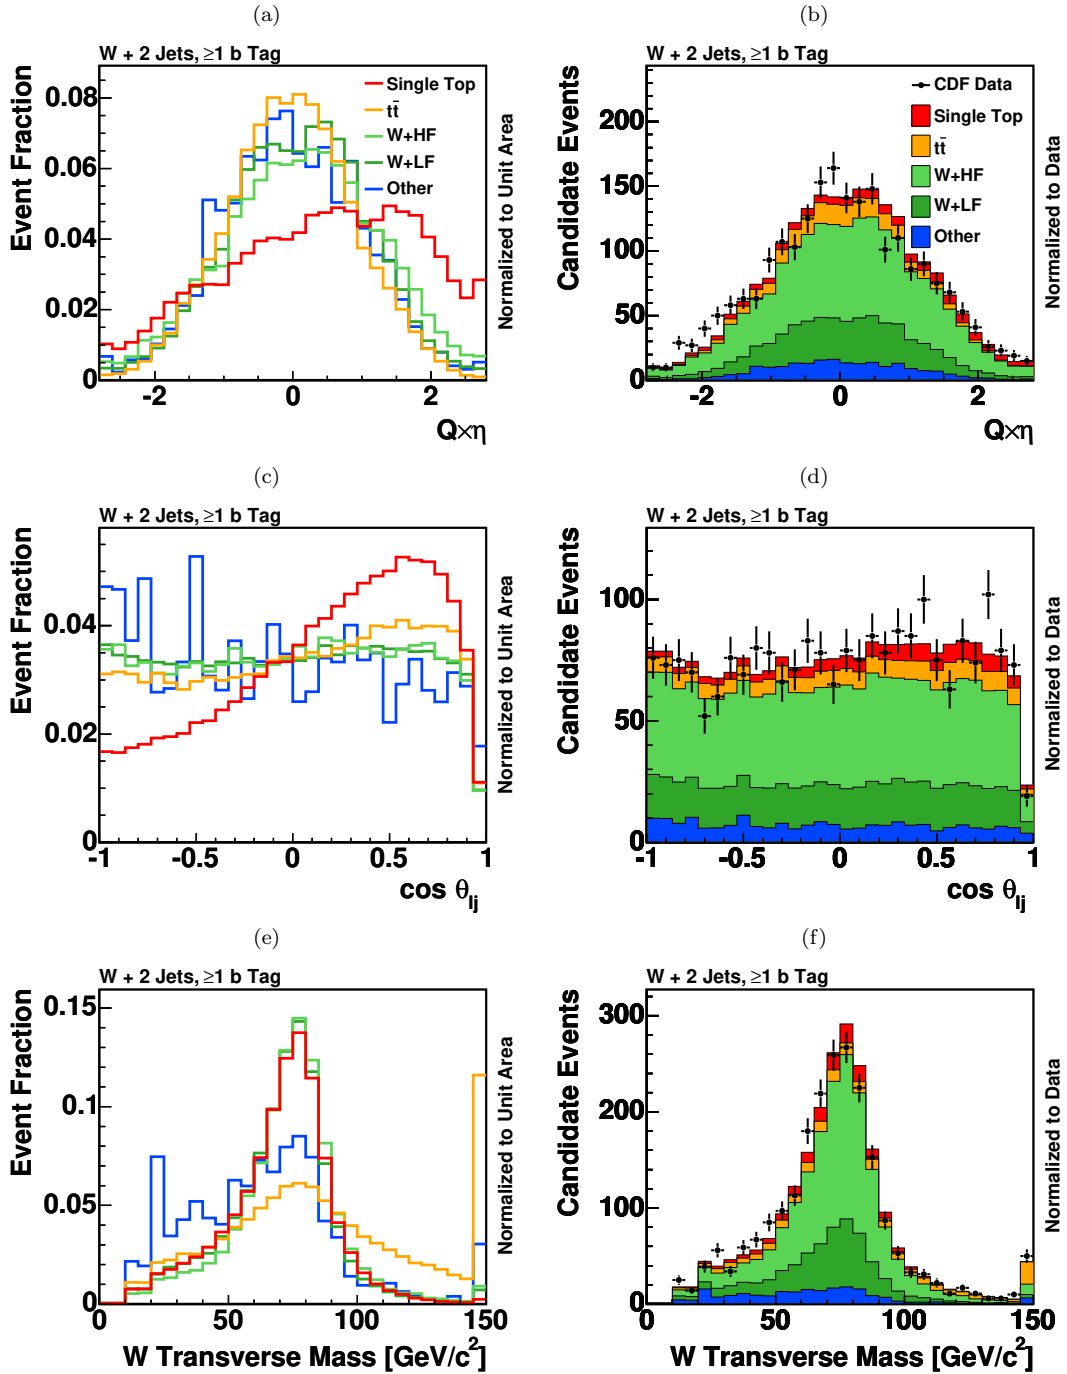 (a)
W + 2 Jets, ≥1 b Tag
Event Fraction
Normalized to Unit Area
0.08
0.06
0.04
0.02
0
-2
0
2
Q×η
Single Top
tt̄
W+HF
W+LF
Other
(b)
W + 2 Jets, ≥1 b Tag
Candidate Events
Normalized to Data
200
150
100
50
0
-2
0
2
Q×η
CDF Data
Single Top
tt̄
W+HF
W+LF
Other
(c)
W + 2 Jets, ≥1 b Tag
Event Fraction
Normalized to Unit Area
0.04
0.02
0
-1
-0.5
0
0.5
1
cos θlj
(d)
W + 2 Jets, ≥1 b Tag
Candidate Events
Normalized to Data
100
50
0
-1
-0.5
0
0.5
1
cos θlj
(e)
W + 2 Jets, ≥1 b Tag
Event Fraction
Normalized to Unit Area
0.15
0.1
0.05
0
0
50
100
150
W Transverse Mass [GeV/c²]
(f)
W + 2 Jets, ≥1 b Tag
Candidate Events
Normalized to Data
300
200
100
0
0
50
100
150
W Transverse Mass [GeV/c²]